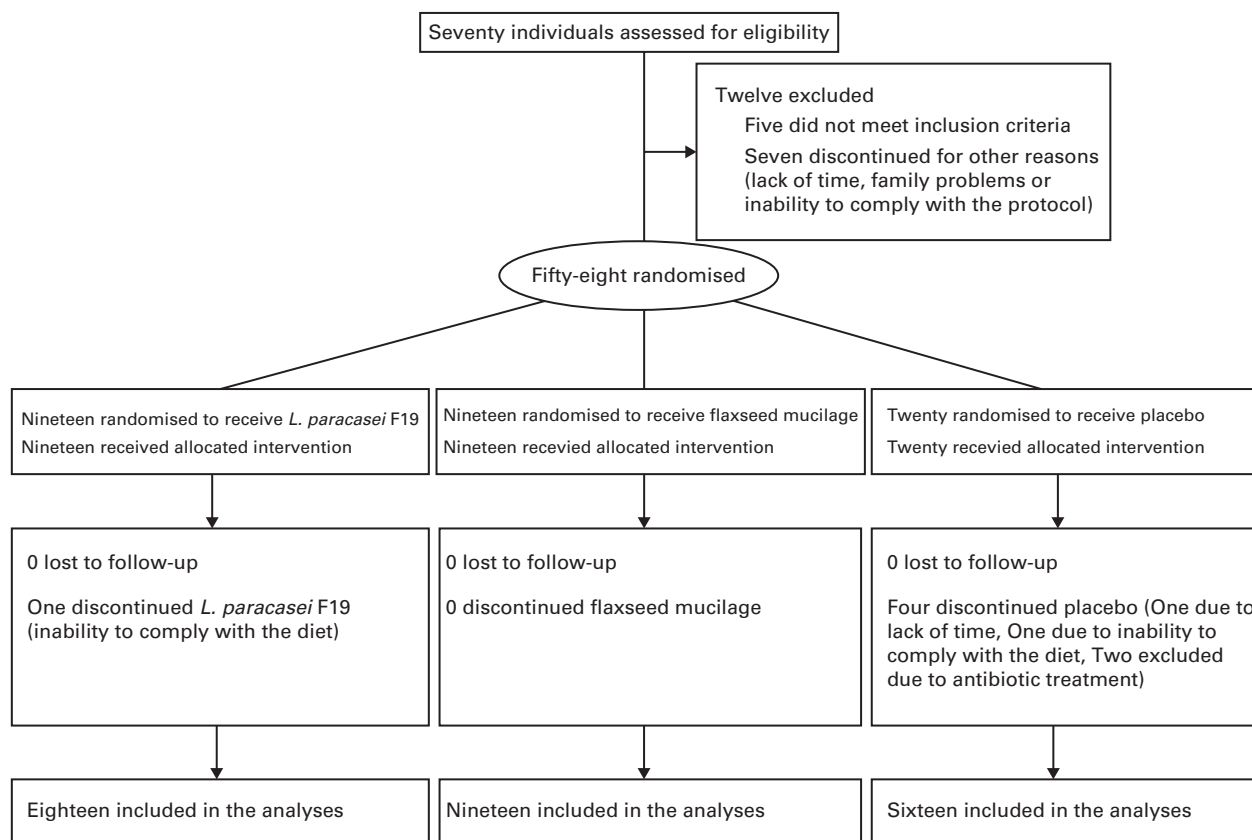 Seventy individuals assessed for eligibility
Twelve excluded
Five did not meet inclusion criteria
Seven discontinued for other reasons
(lack of time, family problems or
inability to comply with the protocol)
Fifty-eight randomised
Nineteen randomised to receive L. paracasei F19
Nineteen received allocated intervention
Nineteen randomised to receive flaxseed mucilage
Nineteen recevied allocated intervention
Twenty randomised to receive placebo
Twenty recevied allocated intervention
0 lost to follow-up
One discontinued L. paracasei F19
(inability to comply with the diet)
0 lost to follow-up
0 discontinued flaxseed mucilage
0 lost to follow-up
Four discontinued placebo (One due to
lack of time, One due to inability to
comply with the diet, Two excluded
due to antibiotic treatment)
Eighteen included in the analyses
Nineteen included in the analyses
Sixteen included in the analyses